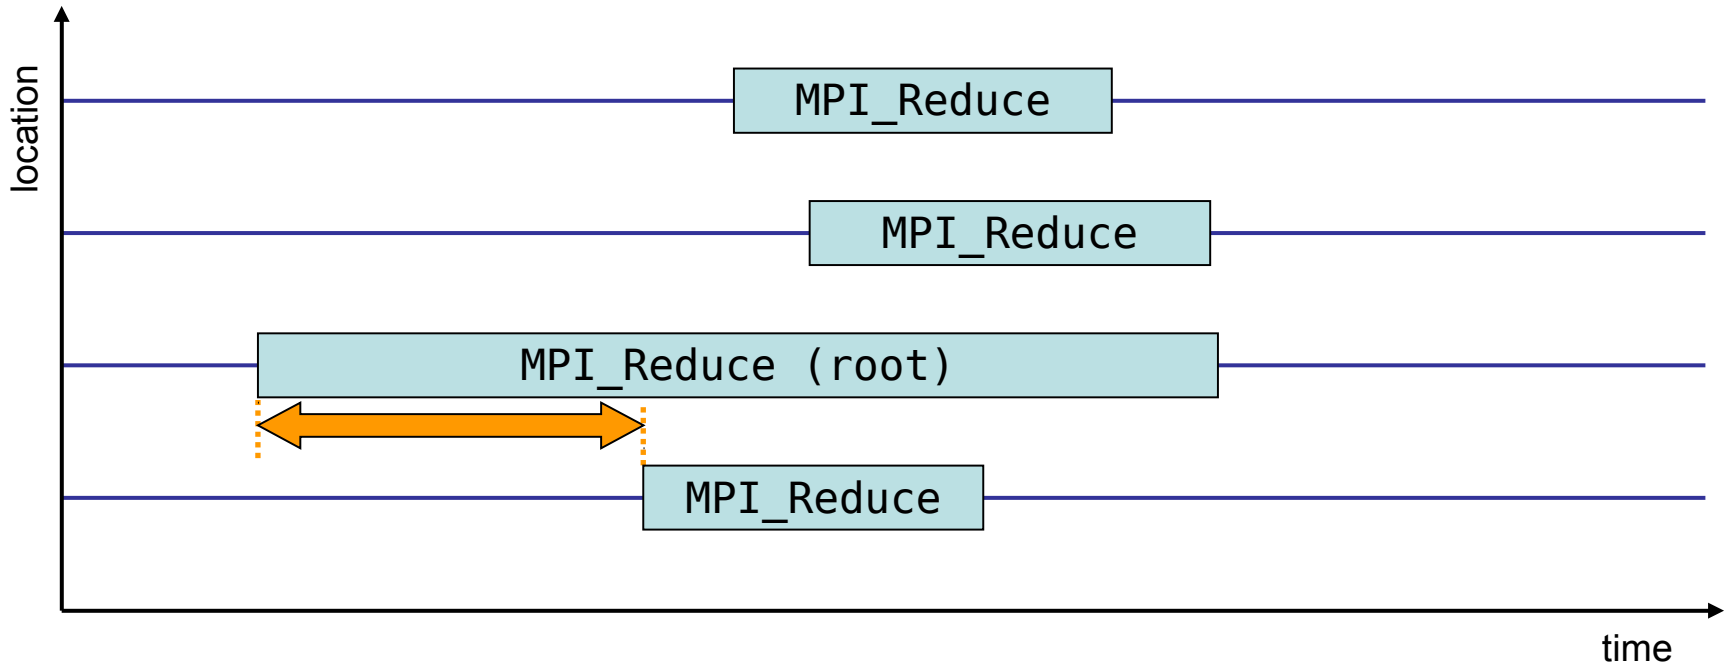 location
MPI_Reduce
MPI_Reduce
MPI_Reduce (root)
MPI_Reduce
time